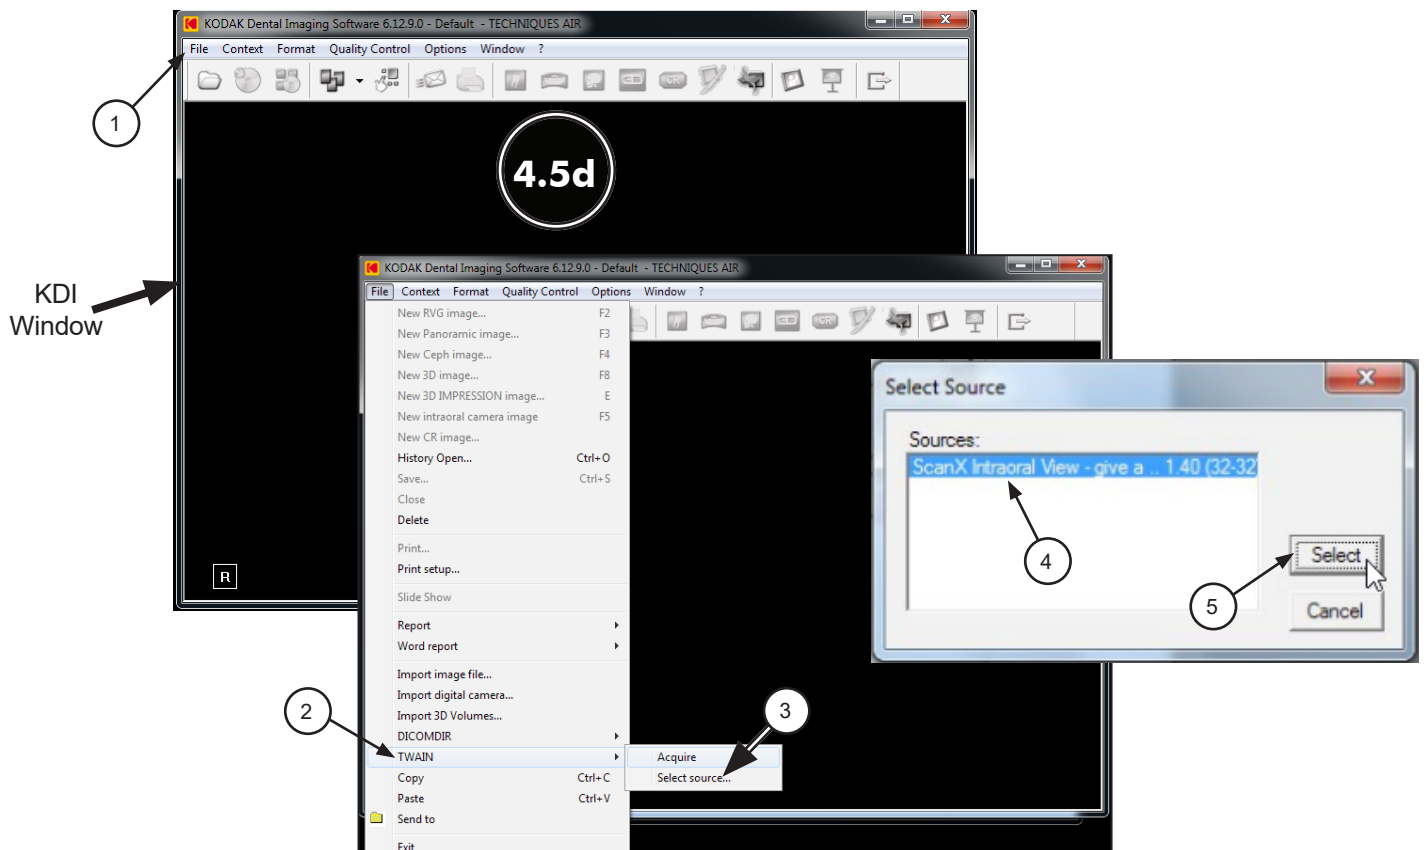 KODAK Dental Imaging Software 6.12.9.0 - Default - TECHNIQUES AIR
File Context Format Quality Control Options Window ?
3D CR
1
4.5d
KDI
Window
R
KODAK Dental Imaging Software 6.12.9.0 - Default - TECHNIQUES AIR
File Context Format Quality Control Options Window ?
3D CR
New RVG image... F2
New Panoramic image... F3
New Ceph image... F4
New 3D image... F8
New 3D IMPRESSION image... E
New intraoral camera image F5
New CR image...
History Open... Ctrl+O
Save... Ctrl+S
Close
Delete
Print...
Print setup...
Slide Show
Report
Word report
Import image file...
Import digital camera...
Import 3D Volumes...
DICOMDIR
TWAIN
Copy Ctrl+C
Paste Ctrl+V
Send to
Exit
2
Acquire
Select source...
3
Select Source
Sources:
ScanX Intraoral View - give a .. 1.40 (32-32
4
Select
5
Cancel